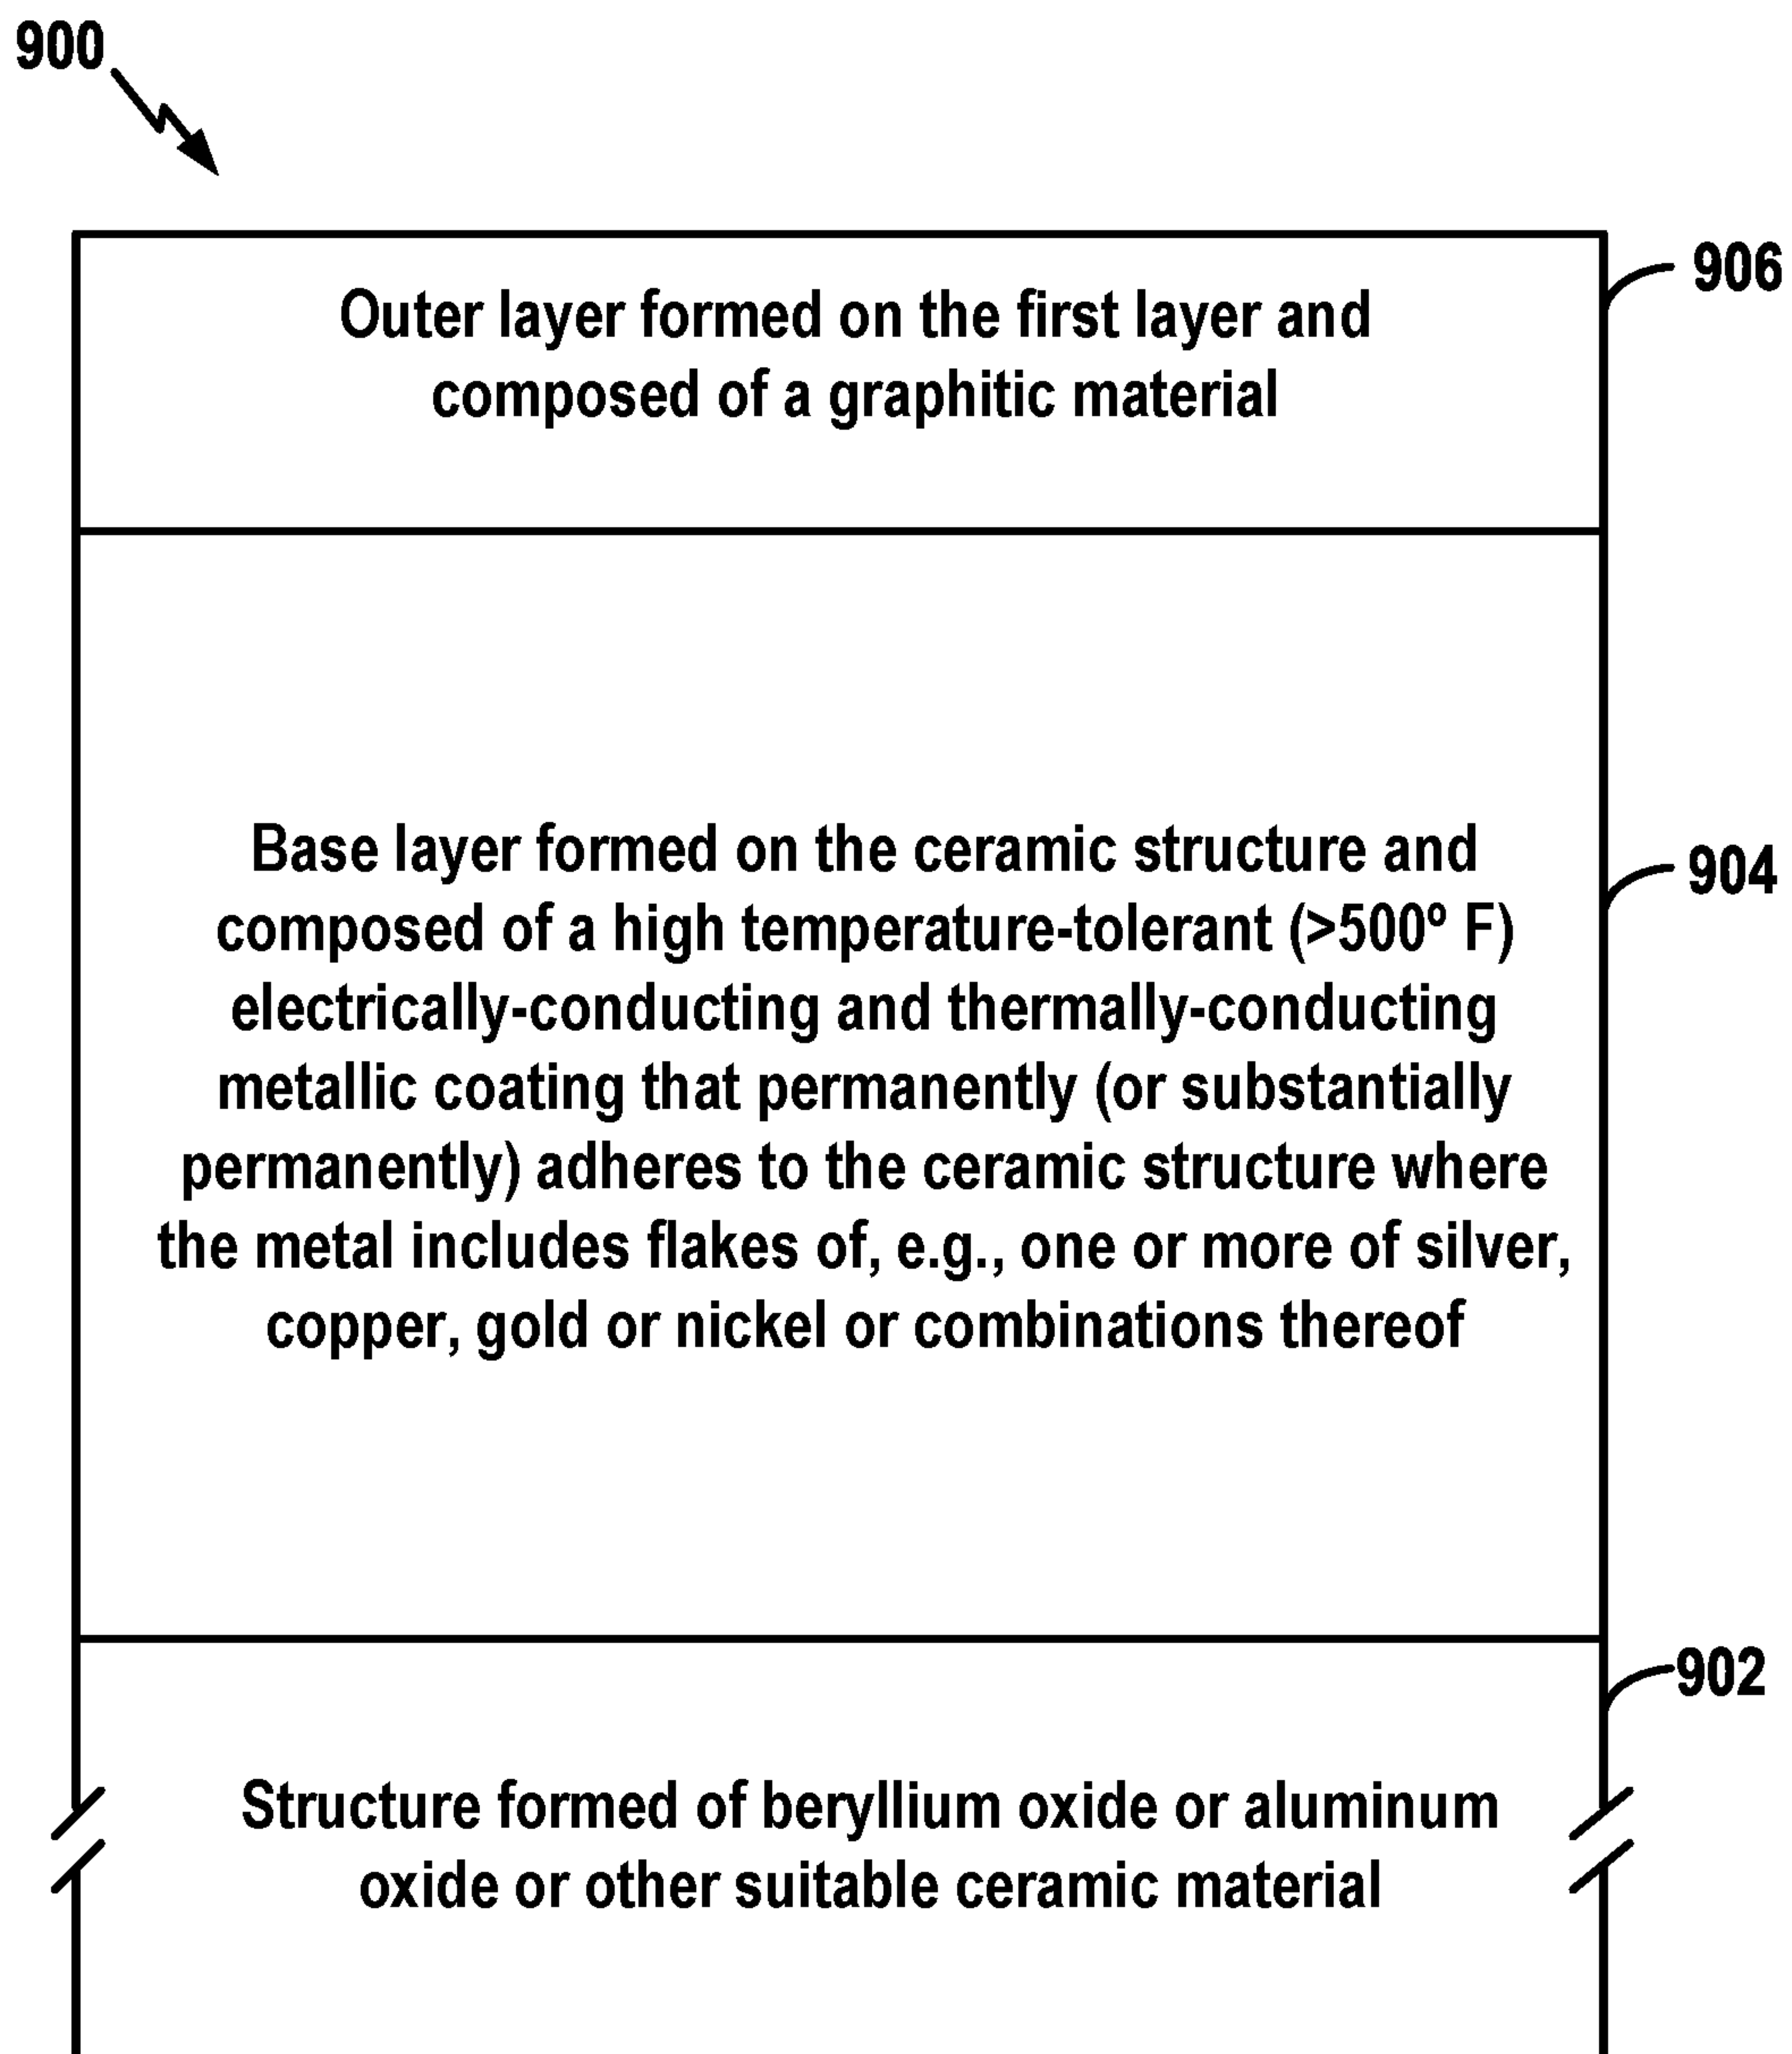 900
906
Outer layer formed on the first layer and
composed of a graphitic material
Base layer formed on the ceramic structure and
904
composed of a high temperature-tolerant (>500º F)
electrically-conducting and thermally-conducting
metallic coating that permanently (or substantially
permanently) adheres to the ceramic structure where
the metal includes flakes of, e.g., one or more of silver,
copper, gold or nickel or combinations thereof
902
Structure formed of beryllium oxide or aluminum
oxide or other suitable ceramic material